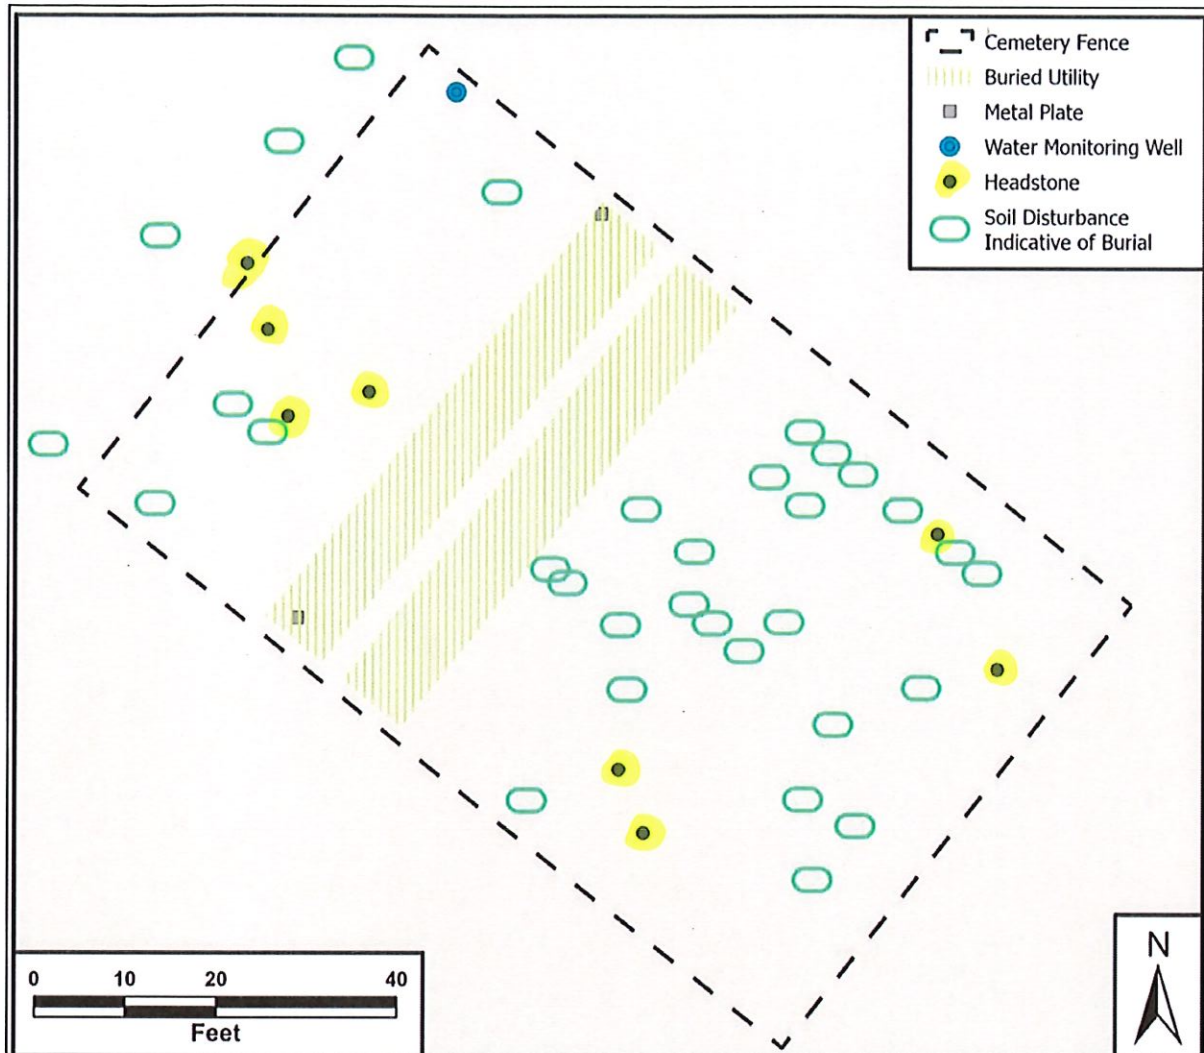 Cemetery Fence
Buried Utility
Metal Plate
Water Monitoring Well
Headstone
Soil Disturbance
Indicative of Burial
N
0 10 20 40
Feet